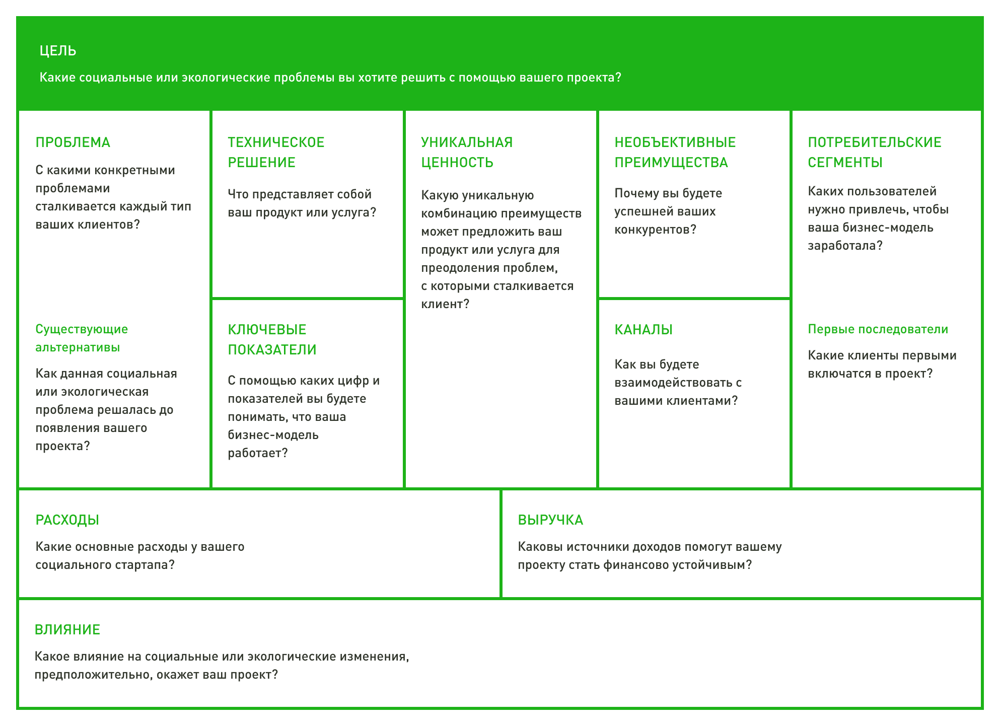 ЦЕЛЬ
Какие социальные или экологические проблемы вы хотите решить с помощью вашего проекта?
ПРОБЛЕМА
С какими конкретными
проблемами
сталкивается каждый тип
ваших клиентов?
Существующие
альтернативы
Как данная социальная
или экологическая
проблема решалась до
появления вашего
проекта?
ТЕХНИЧЕСКОЕ
РЕШЕНИЕ
Что представляет собой
ваш продукт или услуга?
КЛЮЧЕВЫЕ
ПОКАЗАТЕЛИ
С помощью каких цифр и
показателей вы будете
понимать, что ваша
бизнес-модель
работает?
УНИКАЛЬНАЯ
ЦЕННОСТЬ
Какую уникальную
комбинацию преимуществ
может предложить ваш
продукт или услуга для
преодоления проблем,
с которыми сталкивается
клиент?
НЕОБЪЕКТИВНЫЕ
ПРЕИМУЩЕСТВА
Почему вы будете
успешней ваших
конкурентов?
КАНАЛЫ
Как вы будете
взаимодействовать с
вашими клиентами?
ПОТРЕБИТЕЛЬСКИЕ
СЕГМЕНТЫ
Каких пользователей
нужно привлечь, чтобы
ваша бизнес-модель
заработала?
Первые последователи
Какие клиенты первыми
включатся в проект?
РАСХОДЫ
Какие основные расходы у вашего
социального стартапа?
ВЫРУЧКА
Каковы источники доходов помогут вашему
проекту стать финансово устойчивым?
ВЛИЯНИЕ
Какое влияние на социальные или экологические изменения,
предположительно, окажет ваш проект?